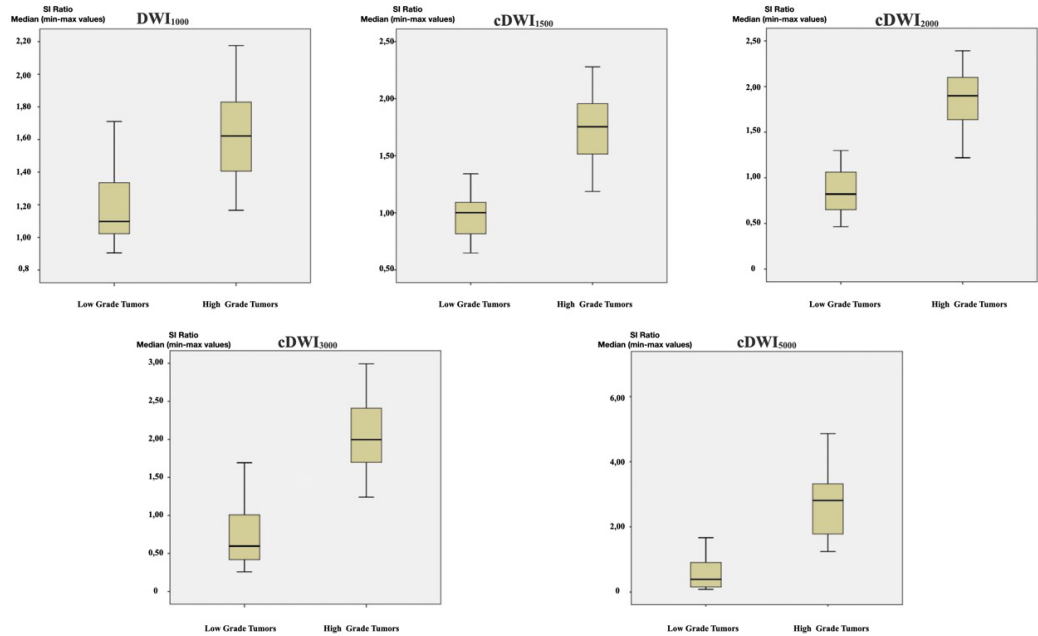 SI Ratio
Median (min-max values)
DWI1000
2,20
2,00
1,80
1,60
1,40
1,20
1,00
0,8
Low Grade Tumors
High Grade Tumors
SI Ratio
Median (min-max values)
cDWI1500
2,50
2,00
1,50
1,00
0,50
Low Grade Tumors
High Grade Tumors
SI Ratio
Median (min-max values)
cDWI2000
2,50
2,00
1,50
1,00
0,50
0
Low Grade Tumors
High Grade Tumors
SI Ratio
Median (min-max values)
cDWI3000
3,00
2,50
2,00
1,50
1,00
0,50
0
Low Grade Tumors
High Grade Tumors
SI Ratio
Median (min-max values)
cDWI5000
6,00
4,00
2,00
0
Low Grade Tumors
High Grade Tumors